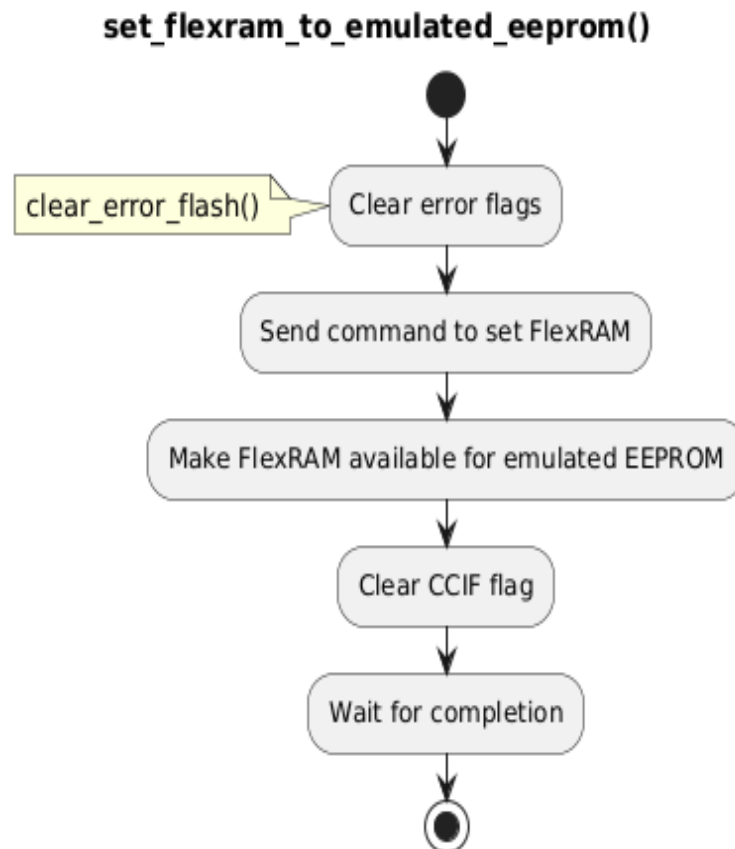 set_flexram_to_emulated_eeprom()
clear_error_flash()
Clear error flags
Send command to set FlexRAM
Make FlexRAM available for emulated EEPROM
Clear CCIF flag
Wait for completion